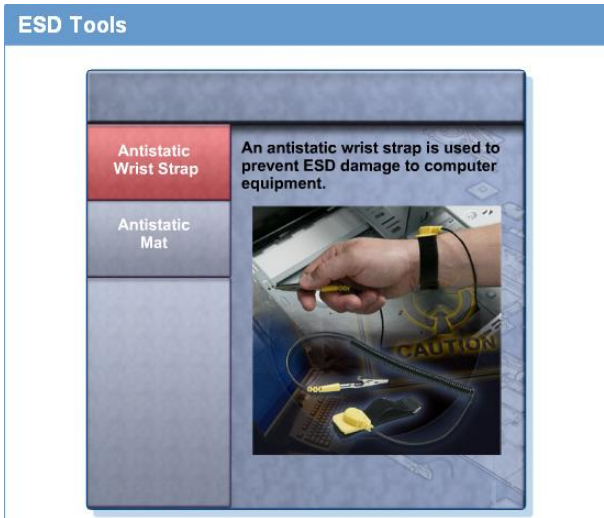 ESD Tools
Antistatic
Wrist Strap
Antistatic
Mat
An antistatic wrist strap is used to
prevent ESD damage to computer
equipment.
CAUTION